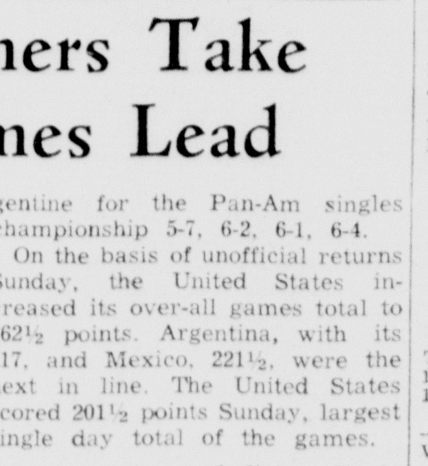 ners Take
mes Lead
gentine for the Pan-Am singles
championship 5-7, 6-2, 6-1, 6-4.
On the basis of unofficial returns
Sunday, the United States in-
reased its over-all games total to
62½ points. Argentina, with its
17, and Mexico, 221½, were the
ext in line. The United States
cored 201½ points Sunday, largest
ingle day total of the games.